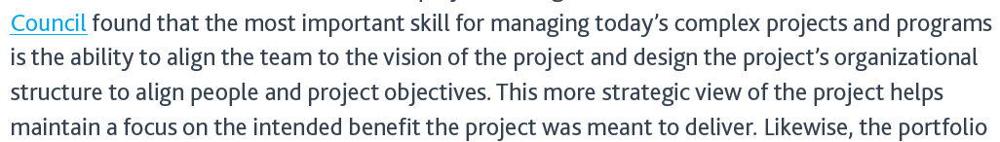 Council found that the most important skill for managing today’s complex projects and programs
is the ability to align the team to the vision of the project and design the project’s organizational
structure to align people and project objectives. This more strategic view of the project helps
maintain a focus on the intended benefit the project was meant to deliver. Likewise, the portfolio